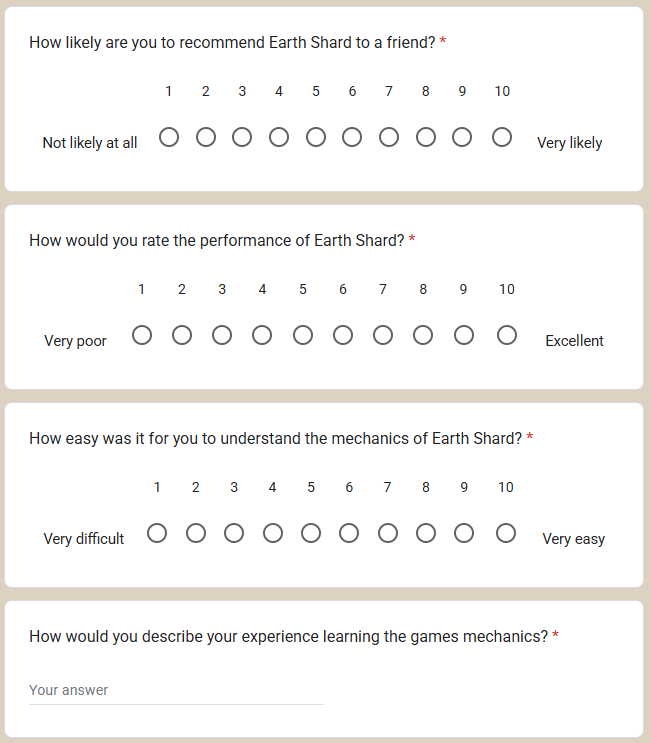 How likely are you to recommend Earth Shard to a friend? *
1 2 3 4 5 6 7 8 9 10
Not likely at all Very likely
How would you rate the performance of Earth Shard? *
1 2 3 4 5 6 7 8 9 10
Very poor Excellent
How easy was it for you to understand the mechanics of Earth Shard? *
1 2 3 4 5 6 7 8 9 10
Very difficult Very easy
How would you describe your experience learning the games mechanics? *
Your answer